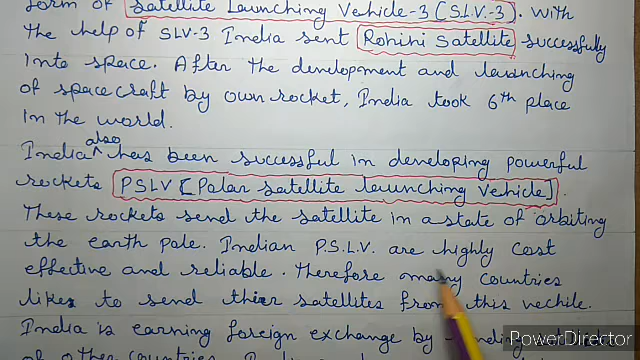 form of Satellite Launching Vehicle-3 (S.L.V.-3). With
the help of SLV-3 India sent Rohini Satellite successfully
into space. After the development and launching
of spacecraft by own rocket, India took 6th place
in the world.
India also has been successful in developing powerful
rockets PSLV [Polar satellite launching vehicle].
These rockets send the satellite in a state of orbiting
the earth pole. Indian P.S.L.V. are highly cost
effective and reliable. Therefore many countries
likes to send thier satellites from this vechile.
India is earning foreign exchange by
of other countries.
PowerDirector